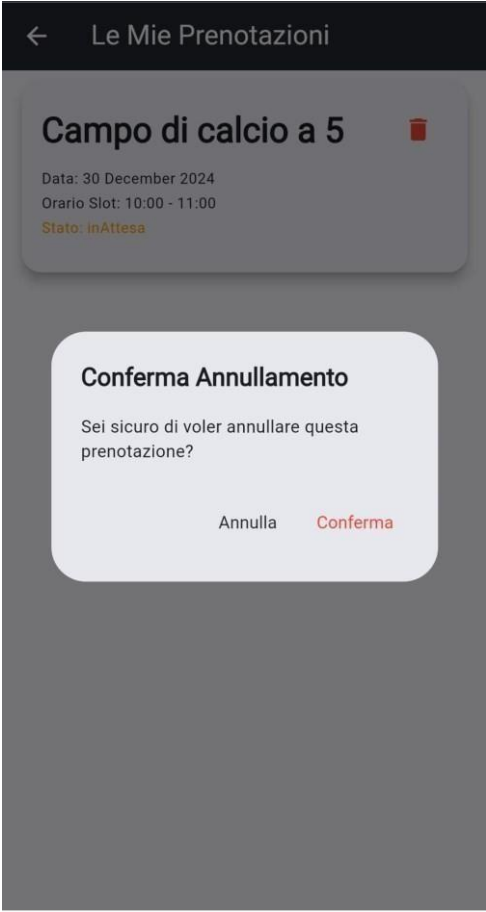 Le Mie Prenotazioni
Campo di calcio a 5
Data: 30 December 2024
Orario Slot: 10:00 - 11:00
Stato: inAttesa
Conferma Annullamento
Sei sicuro di voler annullare questa
prenotazione?
Annulla Conferma